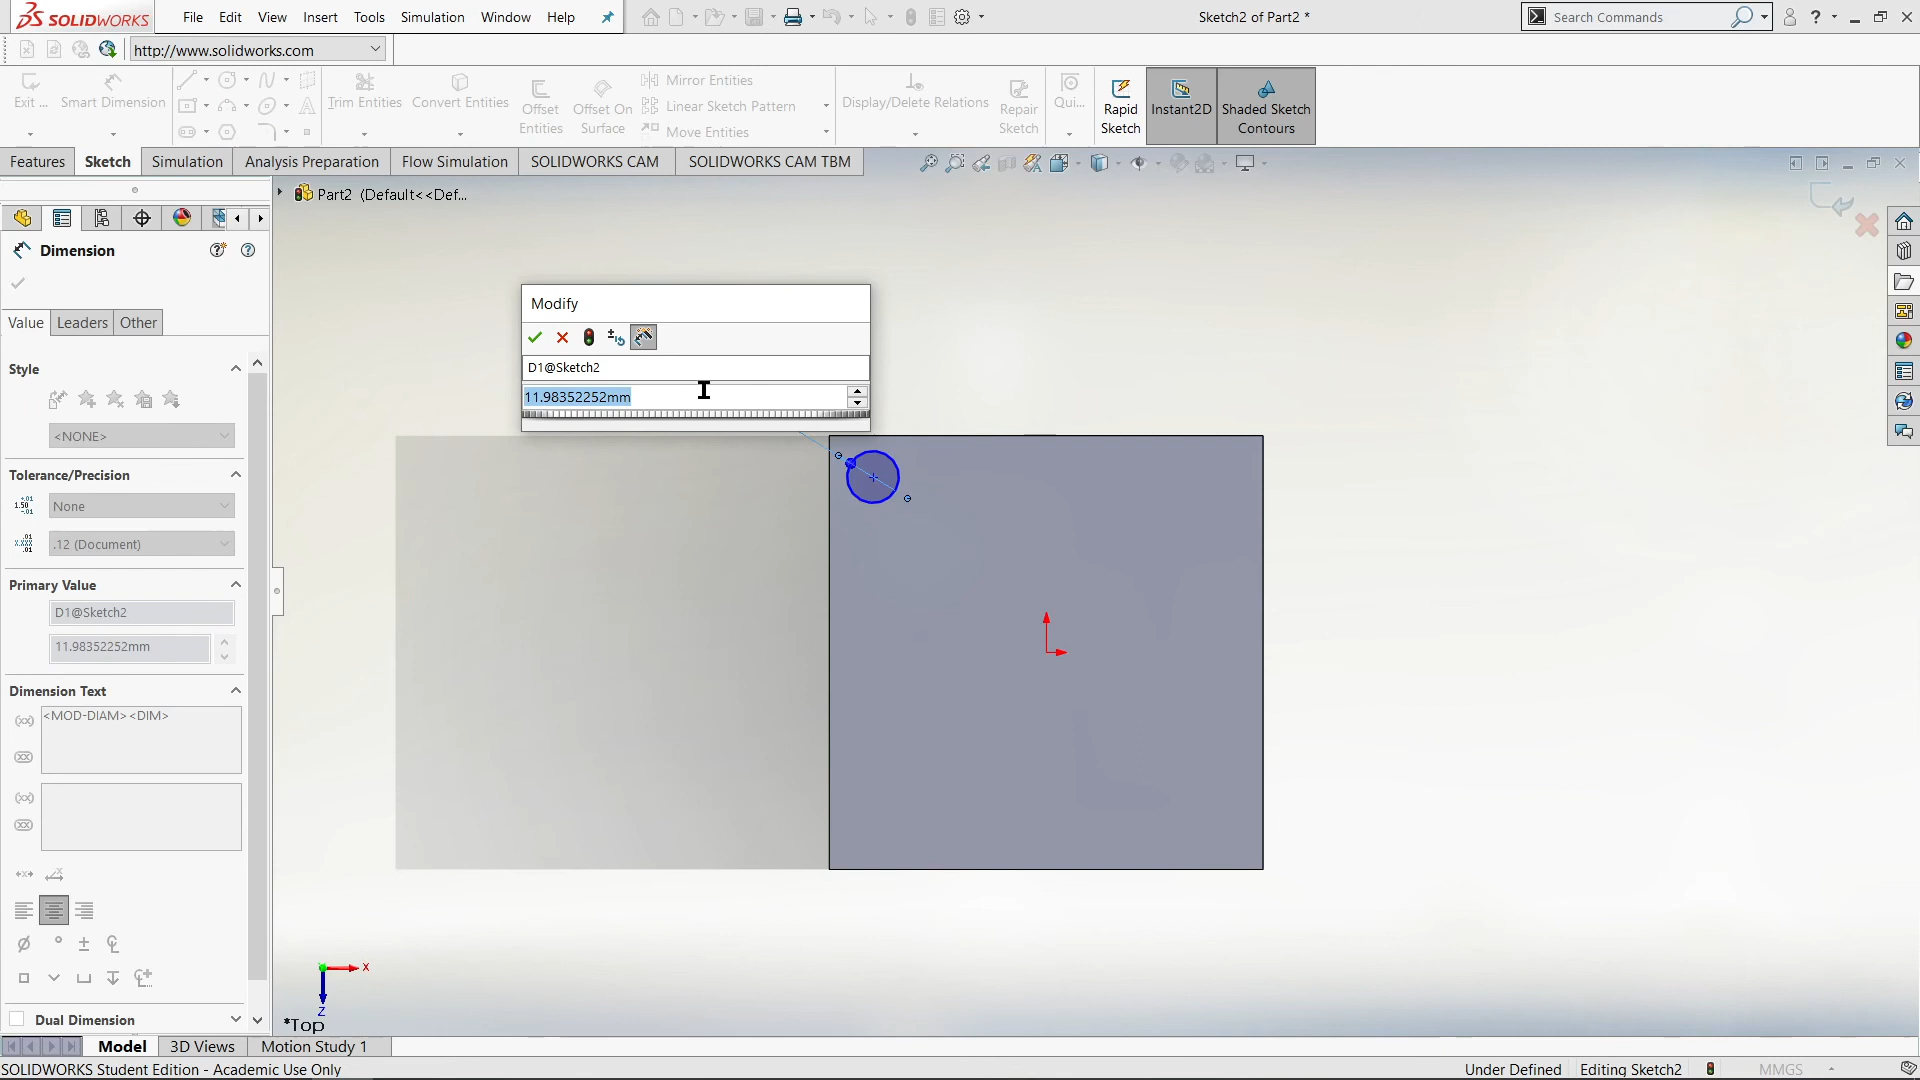 SOLIDWORKS File Edit View Insert Tools Simulation Window Help Sketch2 of Part2 * Search Commands ?
http://www.solidworks.com
Exit ... Smart Dimension Trim Entities Convert Entities Offset Entities Offset On Surface Mirror Entities Linear Sketch Pattern Move Entities Display/Delete Relations Repair Sketch Qui... Rapid Sketch Instant2D Shaded Sketch Contours
Features Sketch Simulation Analysis Preparation Flow Simulation SOLIDWORKS CAM SOLIDWORKS CAM TBM
Part2 (Default<<Def...
Dimension
Value Leaders Other
Modify
D1@Sketch2
11.98352252mm
Style
<NONE>
Tolerance/Precision
None
.12 (Document)
Primary Value
D1@Sketch2
11.98352252mm
Dimension Text
<MOD-DIAM><DIM>
Dual Dimension
X
Z
*Top
Model 3D Views Motion Study 1
SOLIDWORKS Student Edition - Academic Use Only Under Defined Editing Sketch2 MMGS